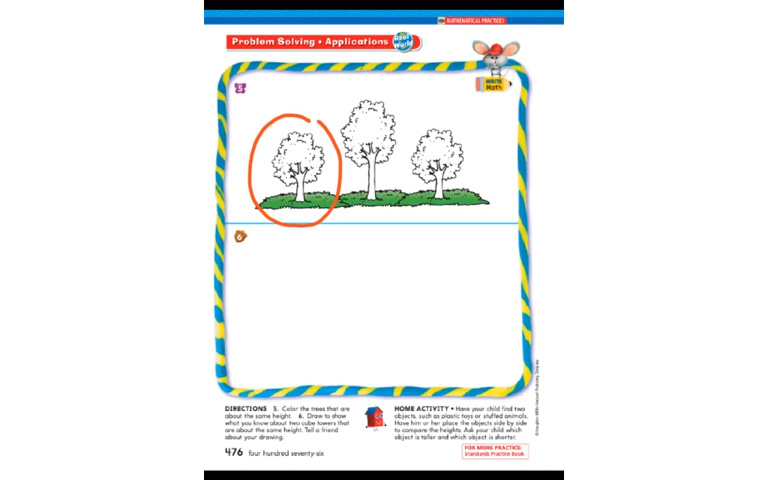 MATHEMATICAL PRACTICES
Problem Solving • Applications
Real World
WRITE Math
5
6
DIRECTIONS 5. Color the trees that are
about the same height. 6. Draw to show
what you know about two cube towers that
are about the same height. Tell a friend
about your drawing.
HOME ACTIVITY • Have your child find two
objects, such as plastic toys or stuffed animals.
Have him or her place the objects side by side
to compare the heights. Ask your child which
object is taller and which object is shorter.
FOR MORE PRACTICE:
Standards Practice Book
476 four hundred seventy-six